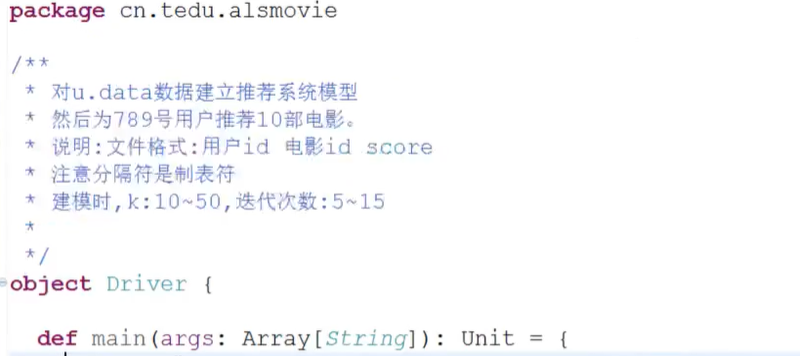 package cn.tedu.alsmovie
/**
* 对u.data数据建立推荐系统模型
* 然后为789号用户推荐10部电影。
* 说明:文件格式:用户id 电影id score
* 注意分隔符是制表符
* 建模时,k:10~50,迭代次数:5~15
*
*/
object Driver {
def main(args: Array[String]): Unit = {